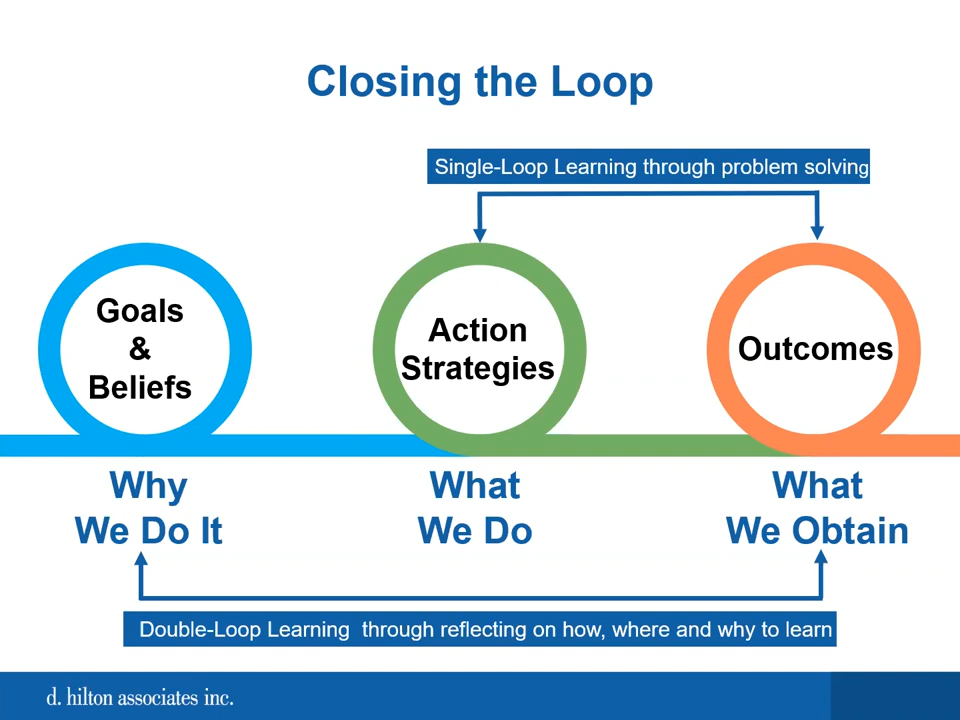 Closing the Loop
Single-Loop Learning through problem solving
Goals
&
Beliefs
Action
Strategies
Outcomes
Why
We Do It
What
We Do
What
We Obtain
Double-Loop Learning  through reflecting on how, where and why to learn
d. hilton associates inc.